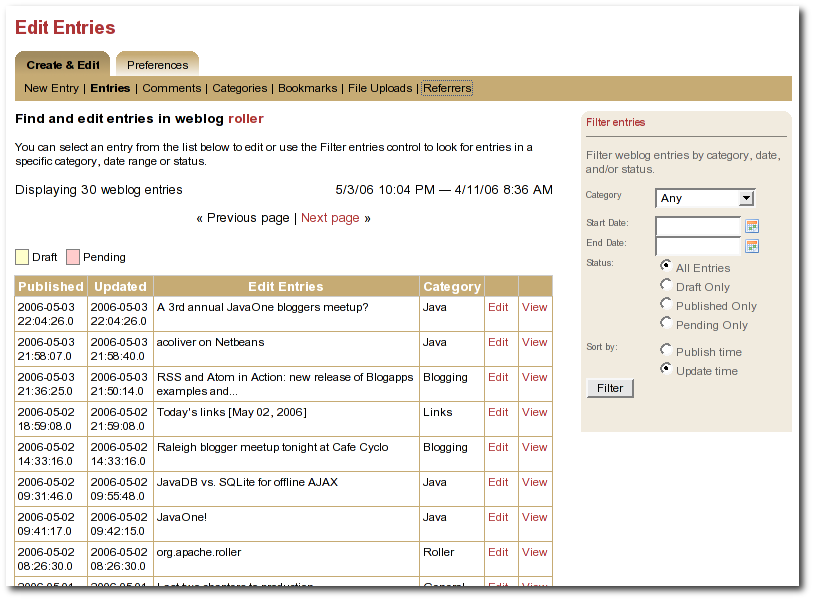 Edit Entries
Create & Edit Preferences
New Entry | Entries | Comments | Categories | Bookmarks | File Uploads | Referrers
Find and edit entries in weblog roller
You can select an entry from the list below to edit or use the Filter entries control to look for entries in a
specific category, date range or status.
Displaying 30 weblog entries 5/3/06 10:04 PM — 4/11/06 8:36 AM
« Previous page | Next page »
Draft Pending
Published Updated Edit Entries Category
2006-05-03 2006-05-03 A 3rd annual JavaOne bloggers meetup? Java Edit View
22:04:26.0 22:04:26.0
2006-05-03 2006-05-03 acoliver on Netbeans Java Edit View
21:58:07.0 21:58:40.0
2006-05-03 2006-05-03 RSS and Atom in Action: new release of Blogapps Blogging Edit View
21:36:25.0 21:50:14.0 examples and...
2006-05-02 2006-05-02 Today's links [May 02, 2006] Links Edit View
18:59:08.0 21:59:08.0
2006-05-02 2006-05-02 Raleigh blogger meetup tonight at Cafe Cyclo Blogging Edit View
14:33:16.0 14:33:16.0
2006-05-02 2006-05-02 JavaDB vs. SQLite for offline AJAX Java Edit View
09:31:46.0 09:55:48.0
2006-05-02 2006-05-02 JavaOne! Java Edit View
09:41:17.0 09:42:15.0
2006-05-02 2006-05-02 org.apache.roller Roller Edit View
08:26:30.0 08:26:30.0
2006-05-01 2006-05-01 Last two chapters to production General Edit View
Filter entries
Filter weblog entries by category, date,
and/or status.
Category Any
Start Date:
End Date:
Status: All Entries
Draft Only
Published Only
Pending Only
Sort by: Publish time
Update time
Filter